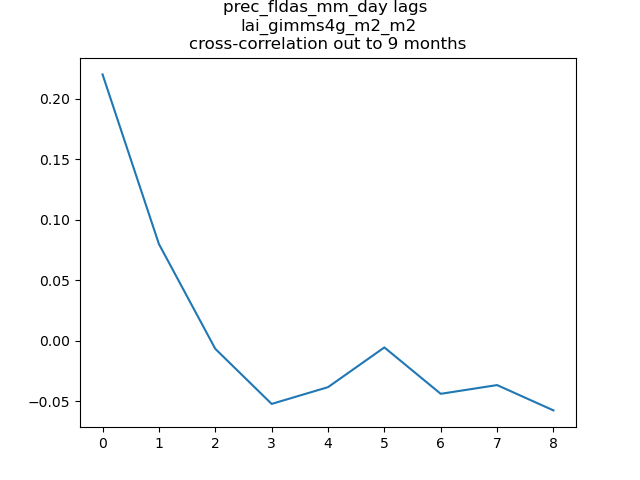 prec_fldas_mm_day lags
lai_gimms4g_m2_m2
cross-correlation out to 9 months
0.20
0.15
0.10
0.05
0.00
−0.05
0 1 2 3 4 5 6 7 8